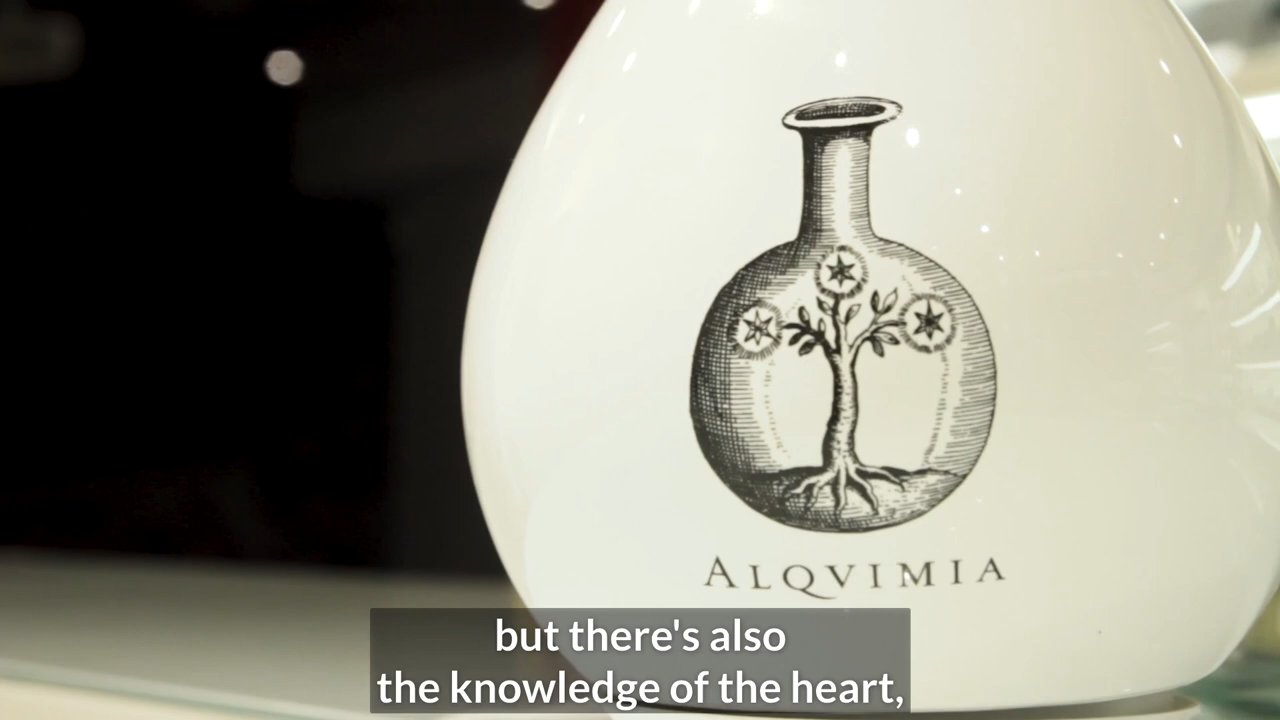 ALQVIMIA
but there's also
the knowledge of the heart,